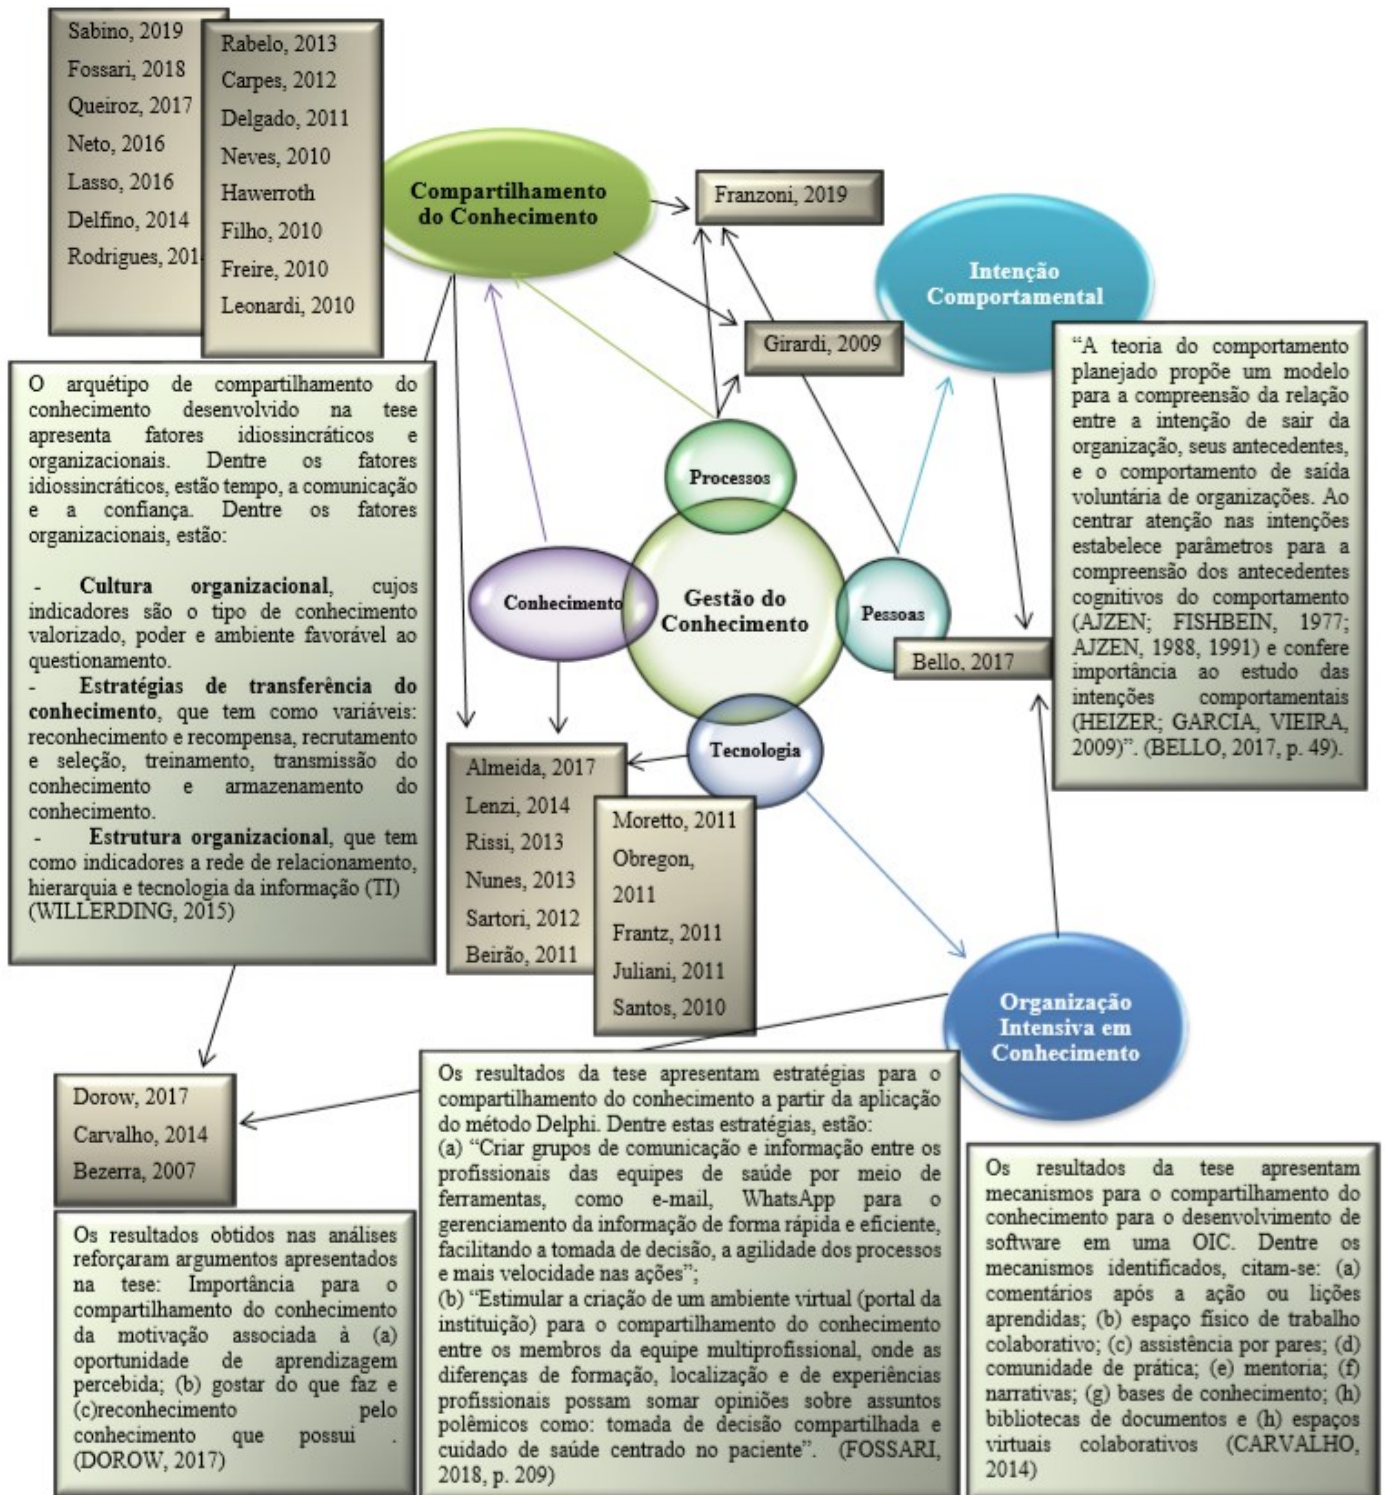 Sabino, 2019
Fossari, 2018
Queiroz, 2017
Neto, 2016
Lasso, 2016
Delfino, 2014
Rodrigues, 201
Rabelo, 2013
Carpes, 2012
Delgado, 2011
Neves, 2010
Hawerroth
Filho, 2010
Freire, 2010
Leonardi, 2010
Compartilhamento
do Conhecimento
Franzoni, 2019
Intenção
Comportamental
Girardi, 2009
O arquétipo de compartilhamento do
conhecimento desenvolvido na tese
apresenta fatores idiossincráticos e
organizacionais. Dentre os fatores
idiossincráticos, estão tempo, a comunicação
e a confiança. Dentre os fatores
organizacionais, estão:
- Cultura organizacional, cujos
indicadores são o tipo de conhecimento
valorizado, poder e ambiente favorável ao
questionamento.
- Estratégias de transferência do
conhecimento, que tem como variáveis:
reconhecimento e recompensa, recrutamento
e seleção, treinamento, transmissão do
conhecimento e armazenamento do
conhecimento.
- Estrutura organizacional, que tem
como indicadores a rede de relacionamento,
hierarquia e tecnologia da informação (TI)
(WILLERDING, 2015)
“A teoria do comportamento
planejado propõe um modelo
para a compreensão da relação
entre a intenção de sair da
organização, seus antecedentes,
e o comportamento de saída
voluntária de organizações. Ao
centrar atenção nas intenções
estabelece parâmetros para a
compreensão dos antecedentes
cognitivos do comportamento
(AJZEN; FISHBEIN, 1977;
AJZEN, 1988, 1991) e confere
importância ao estudo das
intenções comportamentais
(HEIZER; GARCIA, VIEIRA,
2009)”. (BELLO, 2017, p. 49).
Processos
Conhecimento
Gestão do
Conhecimento
Pessoas
Bello, 2017
Tecnologia
Almeida, 2017
Lenzi, 2014
Rissi, 2013
Nunes, 2013
Sartori, 2012
Beirão, 2011
Moretto, 2011
Obregon,
2011
Frantz, 2011
Juliani, 2011
Santos, 2010
Organização
Intensiva em
Conhecimento
Dorow, 2017
Carvalho, 2014
Bezerra, 2007
Os resultados obtidos nas análises
reforçaram argumentos apresentados
na tese: Importância para o
compartilhamento do conhecimento
da motivação associada à (a)
oportunidade de aprendizagem
percebida; (b) gostar do que faz e
(c)reconhecimento pelo
conhecimento que possui .
(DOROW, 2017)
Os resultados da tese apresentam estratégias para o
compartilhamento do conhecimento a partir da aplicação
do método Delphi. Dentre estas estratégias, estão:
(a) “Criar grupos de comunicação e informação entre os
profissionais das equipes de saúde por meio de
ferramentas, como e-mail, WhatsApp para o
gerenciamento da informação de forma rápida e eficiente,
facilitando a tomada de decisão, a agilidade dos processos
e mais velocidade nas ações”;
(b) “Estimular a criação de um ambiente virtual (portal da
instituição) para o compartilhamento do conhecimento
entre os membros da equipe multiprofissional, onde as
diferenças de formação, localização e de experiências
profissionais possam somar opiniões sobre assuntos
polêmicos como: tomada de decisão compartilhada e
cuidado de saúde centrado no paciente”. (FOSSARI,
2018, p. 209)
Os resultados da tese apresentam
mecanismos para o compartilhamento do
conhecimento para o desenvolvimento de
software em uma OIC. Dentre os
mecanismos identificados, citam-se: (a)
comentários após a ação ou lições
aprendidas; (b) espaço físico de trabalho
colaborativo; (c) assistência por pares; (d)
comunidade de prática; (e) mentoria; (f)
narrativas; (g) bases de conhecimento; (h)
bibliotecas de documentos e (h) espaços
virtuais colaborativos (CARVALHO,
2014)